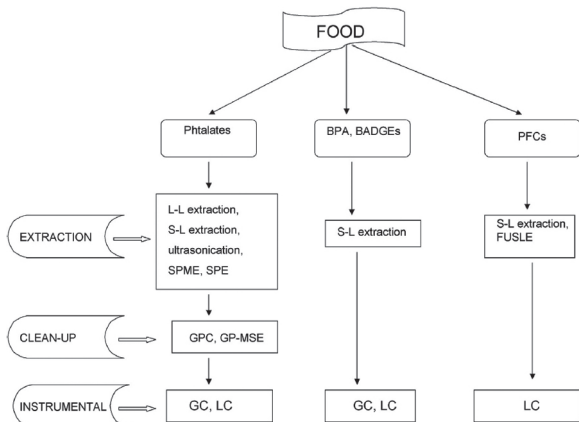 FOOD
Phtalates
BPA, BADGEs
PFCs
EXTRACTION
L-L extraction,
S-L extraction,
ultrasonication,
SPME, SPE
S-L extraction
S-L extraction,
FUSLE
CLEAN-UP
GPC, GP-MSE
INSTRUMENTAL
GC, LC
GC, LC
LC